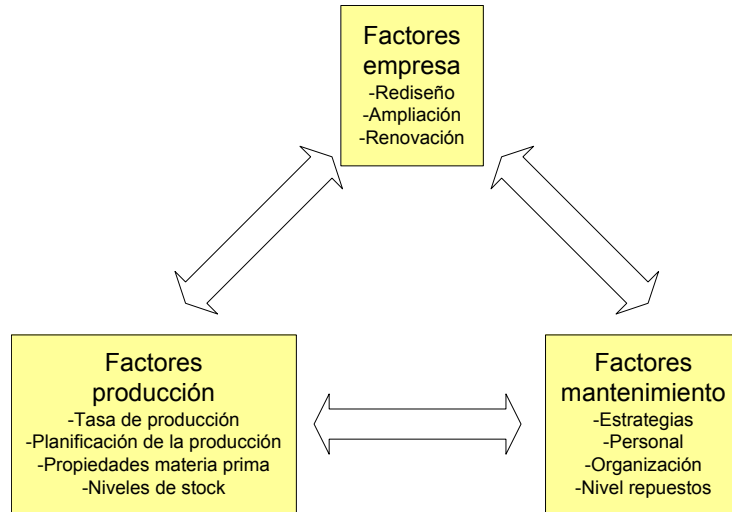 Factores
empresa
-Rediseño
-Ampliación
-Renovación
Factores
producción
-Tasa de producción
-Planificación de la producción
-Propiedades materia prima
-Niveles de stock
Factores
mantenimiento
-Estrategias
-Personal
-Organización
-Nivel repuestos